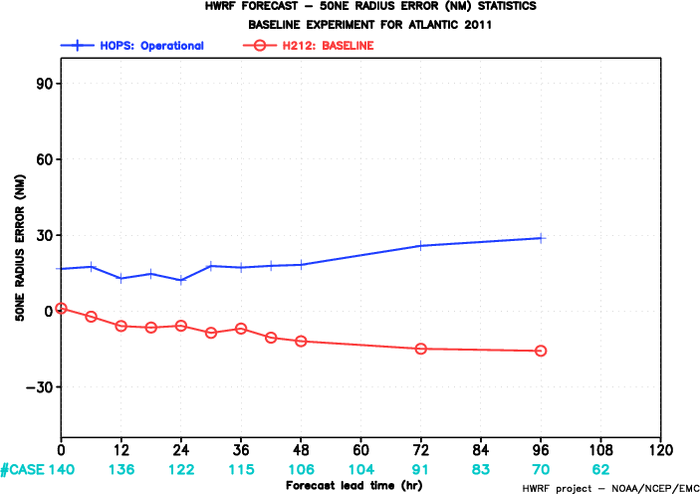 HWRF FORECAST – 50NE RADIUS ERROR (NM) STATISTICS
BASELINE EXPERIMENT FOR ATLANTIC 2011
HOPS: Operational H212: BASELINE
50NE RADIUS ERROR (NM)
90
60
30
0
−30
0 12 24 36 48 60 72 84 96 108 120
#CASE 140 136 122 115 106 104 91 83 70 62
Forecast lead time (hr)
HWRF project – NOAA/NCEP/EMC